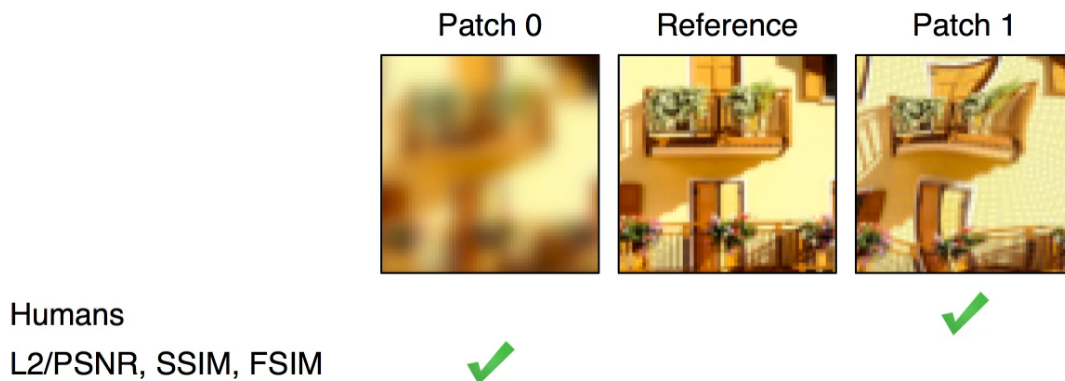 Patch 0 Reference Patch 1
Humans
L2/PSNR, SSIM, FSIM